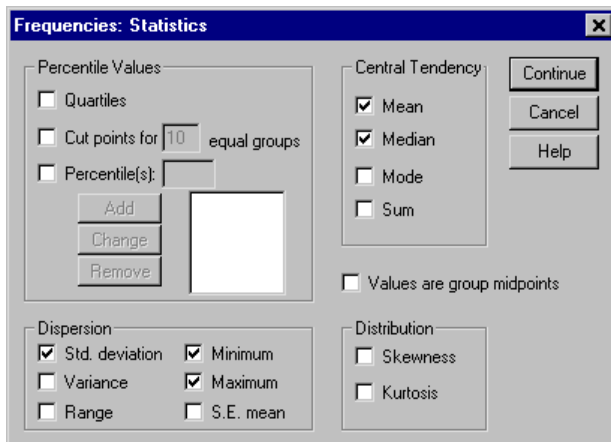 Frequencies: Statistics
Percentile Values
Quartiles
Cut points for 10 equal groups
Percentile(s):
Add
Change
Remove
Central Tendency
Mean
Median
Mode
Sum
Continue
Cancel
Help
Values are group midpoints
Dispersion
Std. deviation Minimum
Variance Maximum
Range S.E. mean
Distribution
Skewness
Kurtosis